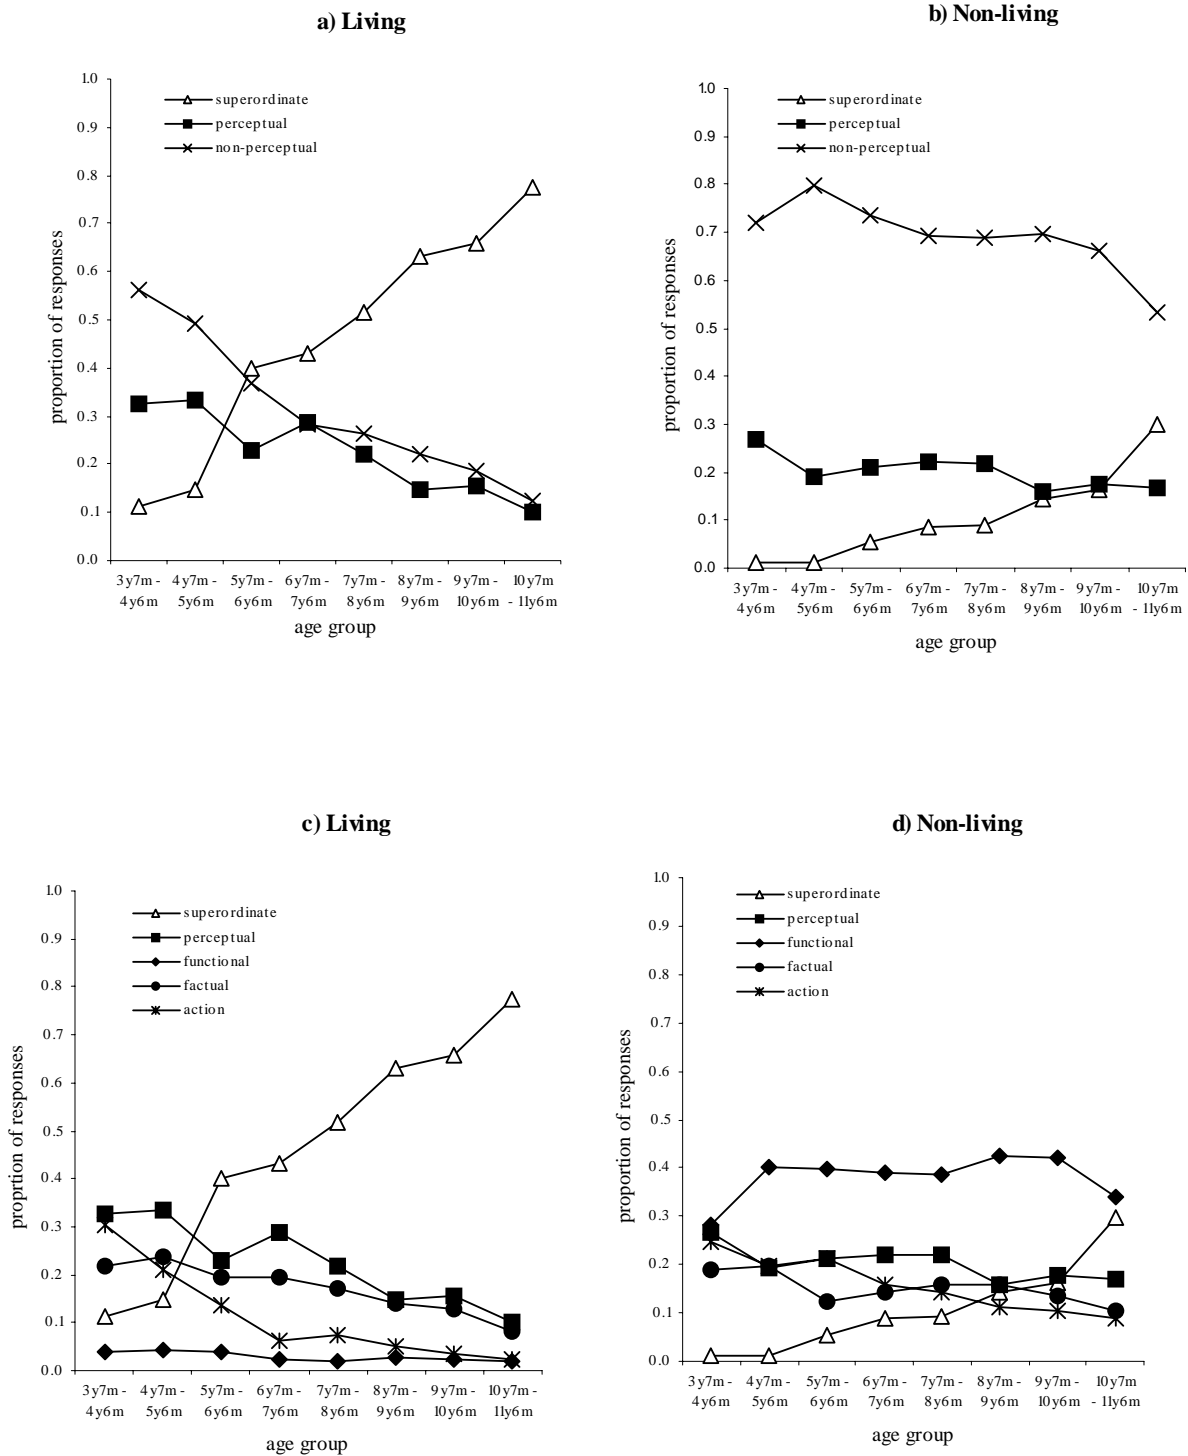 a) Living
1.0
0.9
0.8
0.7
0.6
0.5
0.4
0.3
0.2
0.1
0.0
proportion of responses
superordinate
perceptual
non-perceptual
3y7m - 4y7m - 5y7m - 6y7m - 7y7m - 8y7m - 9y7m - 10y7m
4y6m 5y6m 6y6m 7y6m 8y6m 9y6m 10y6m - 11y6m
age group
b) Non-living
1.0
0.9
0.8
0.7
0.6
0.5
0.4
0.3
0.2
0.1
0.0
proportion of responses
superordinate
perceptual
non-perceptual
3y7m - 4y7m - 5y7m - 6y7m - 7y7m - 8y7m - 9y7m - 10y7m
4y6m 5y6m 6y6m 7y6m 8y6m 9y6m 10y6m - 11y6m
age group
c) Living
1.0
0.9
0.8
0.7
0.6
0.5
0.4
0.3
0.2
0.1
0.0
proprtion of responses
superordinate
perceptual
functional
factual
action
3y7m - 4y7m - 5y7m - 6y7m - 7y7m - 8y7m - 9y7m - 10y7m -
4y6m 5y6m 6y6m 7y6m 8y6m 9y6m 10y6m 11y6m
age group
d) Non-living
1.0
0.9
0.8
0.7
0.6
0.5
0.4
0.3
0.2
0.1
0.0
proportion of responses
superordinate
perceptual
functional
factual
action
3y7m - 4y7m - 5y7m - 6y7m - 7y7m - 8y7m - 9y7m - 10y7m
4y6m 5y6m 6y6m 7y6m 8y6m 9y6m 10y6m - 11y6m
age group